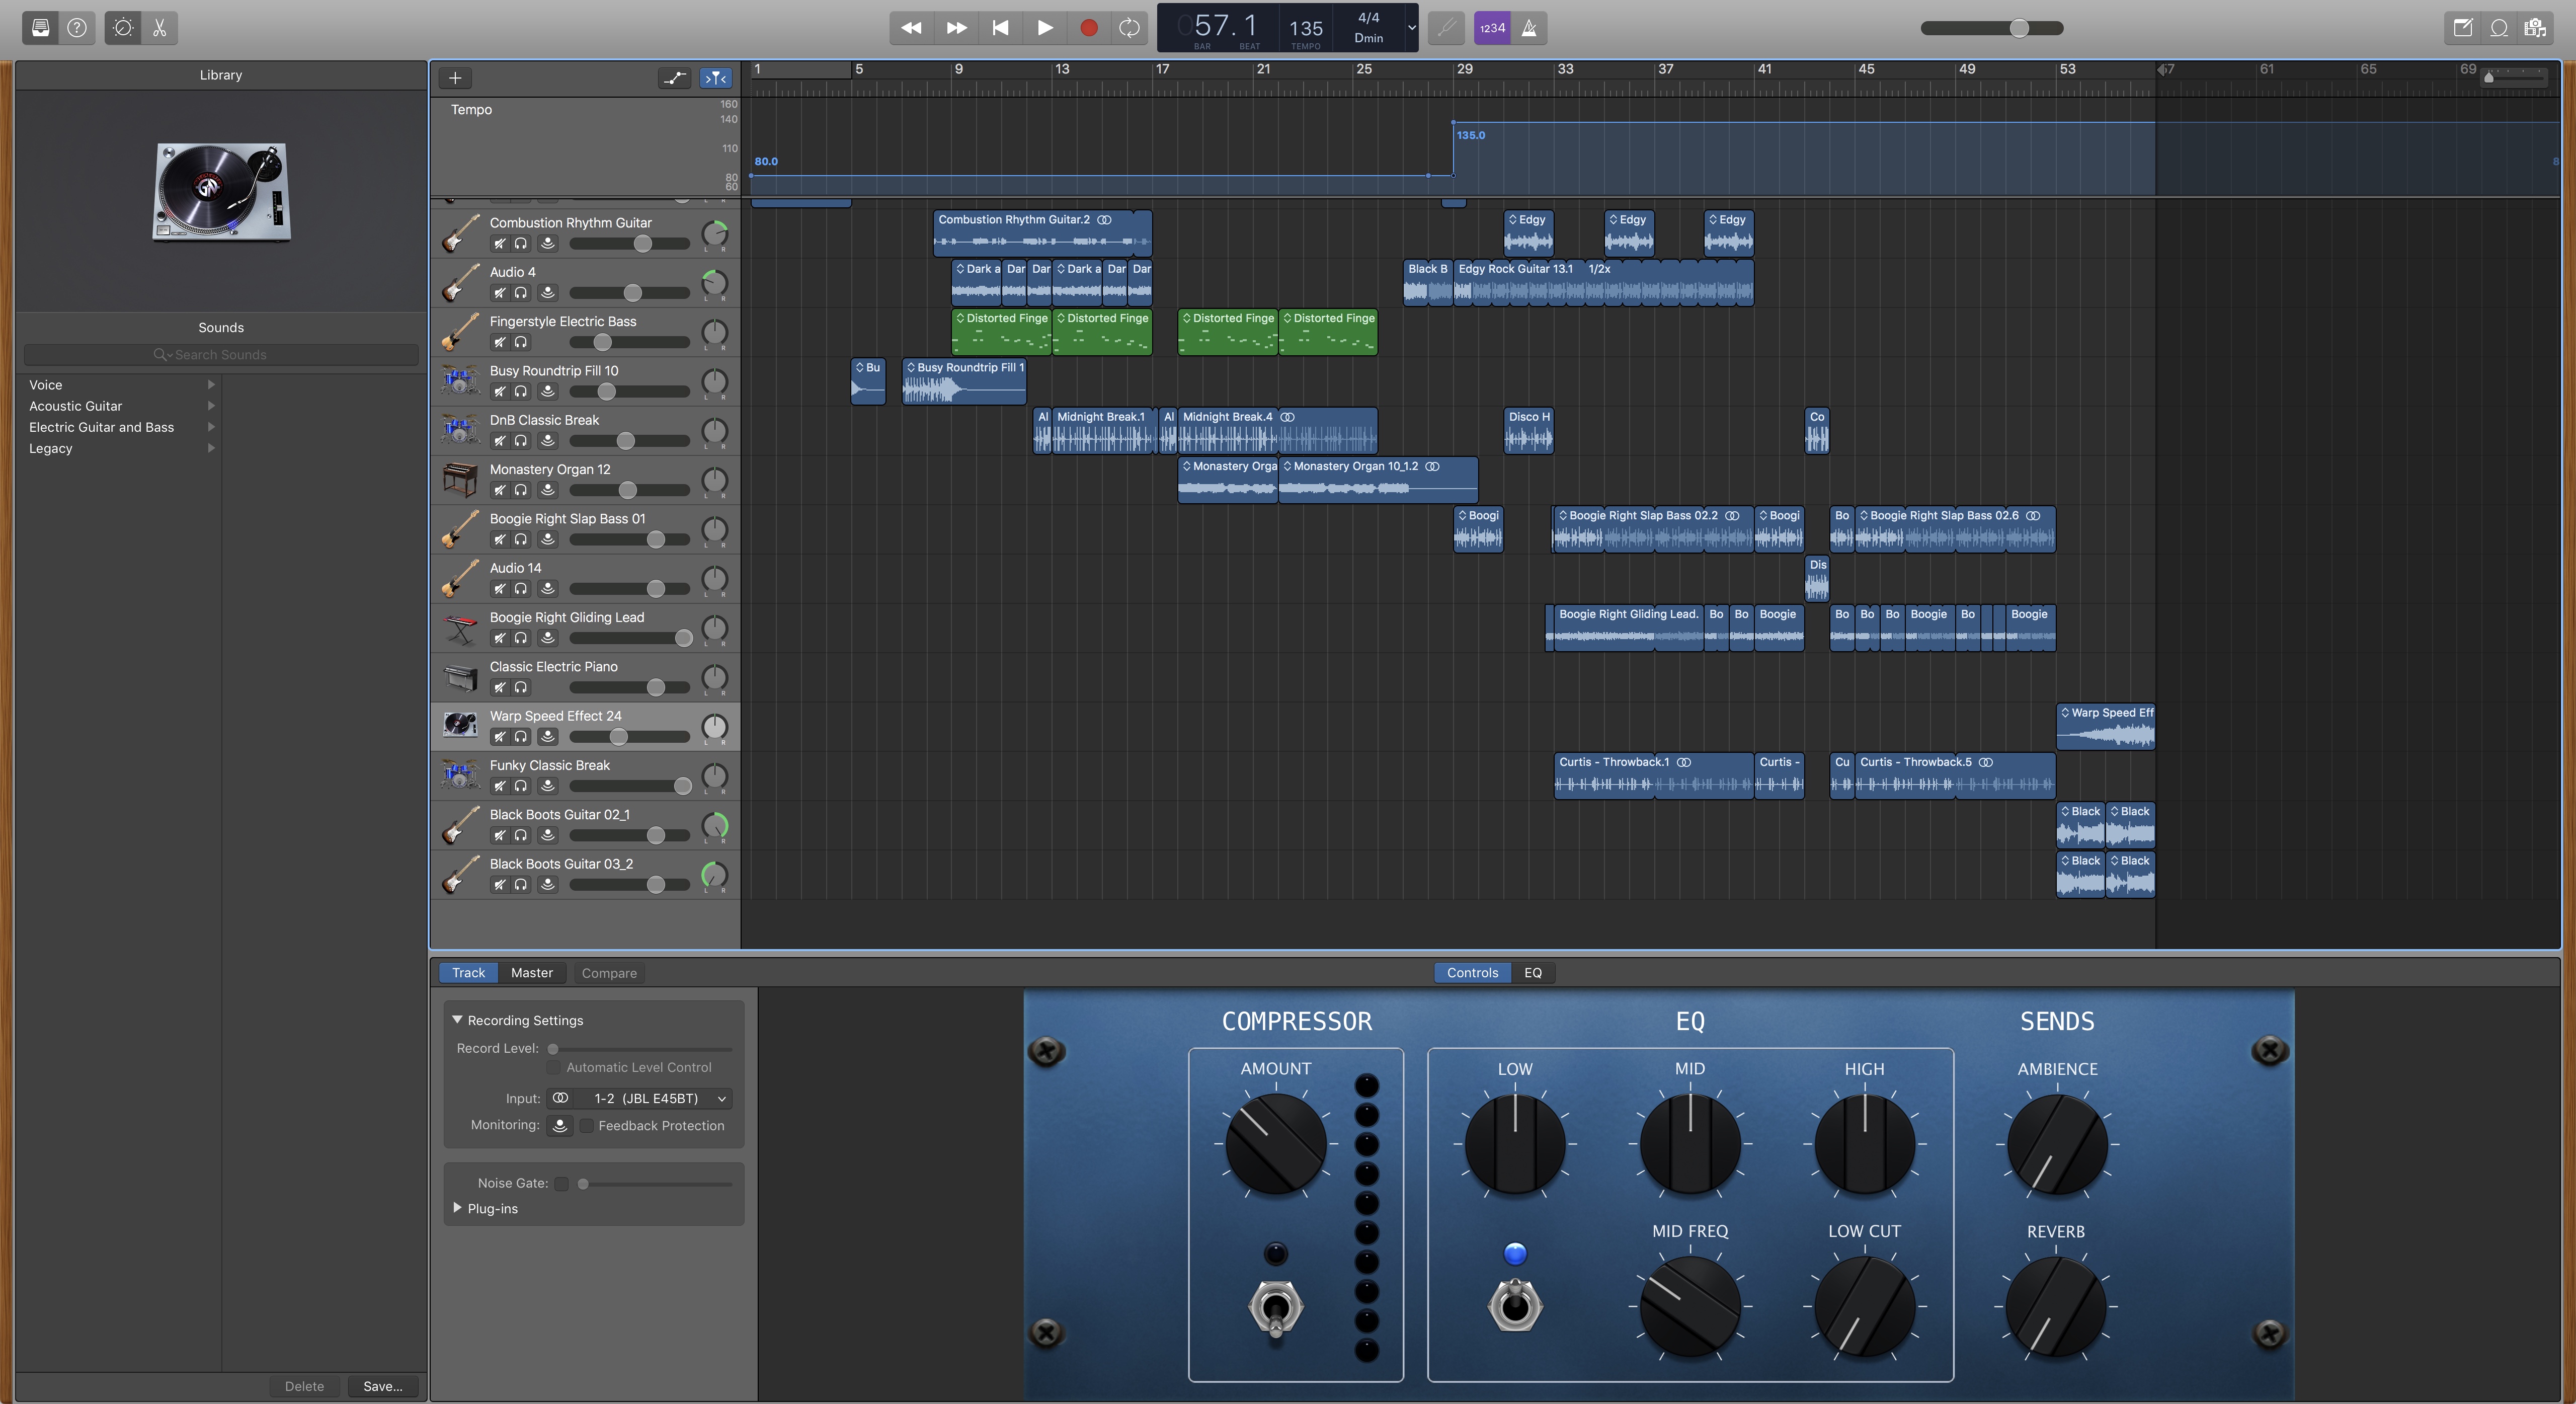 1234
57.1
BAR
BEAT
135
TEMPO
4/4
Dmin
Library
Sounds
Search Sounds
Voice
Acoustic Guitar
Electric Guitar and Bass
Legacy
Delete
Save...
1 5 9 13 17 21 25 29 33 37 41 45 49 53 57 61 65 69
Tempo
160
140
110
80
60
80.0
135.0
8
Combustion Rhythm Guitar
L R
Combustion Rhythm Guitar.2
Edgy
Edgy
Edgy
Audio 4
L R
Dark a
Dar
Dar
Dark a
Dar
Dar
Black B
Edgy Rock Guitar 13.1 1/2x
Fingerstyle Electric Bass
L R
Distorted Finge
Distorted Finge
Distorted Finge
Distorted Finge
Busy Roundtrip Fill 10
L R
Bu
Busy Roundtrip Fill 1
DnB Classic Break
L R
Al
Midnight Break.1
Al
Midnight Break.4
Disco H
Co
Monastery Organ 12
L R
Monastery Orga
Monastery Organ 10_1.2
Boogie Right Slap Bass 01
L R
Boogi
Boogie Right Slap Bass 02.2
Boogi
Bo
Boogie Right Slap Bass 02.6
Audio 14
L R
Dis
Boogie Right Gliding Lead
L R
Boogie Right Gliding Lead.
Bo
Bo
Boogie
Bo
Bo
Bo
Boogie
Bo
Boogie
Classic Electric Piano
L R
Warp Speed Effect 24
L R
Warp Speed Eff
Funky Classic Break
L R
Curtis - Throwback.1
Curtis -
Cu
Curtis - Throwback.5
Black Boots Guitar 02_1
L R
Black
Black
Black Boots Guitar 03_2
L R
Black
Black
Track
Master
Compare
Controls
EQ
Recording Settings
Record Level:
Automatic Level Control
Input: 1-2 (JBL E45BT)
Monitoring: Feedback Protection
Noise Gate:
Plug-ins
COMPRESSOR
AMOUNT
EQ
LOW
MID
HIGH
MID FREQ
LOW CUT
SENDS
AMBIENCE
REVERB